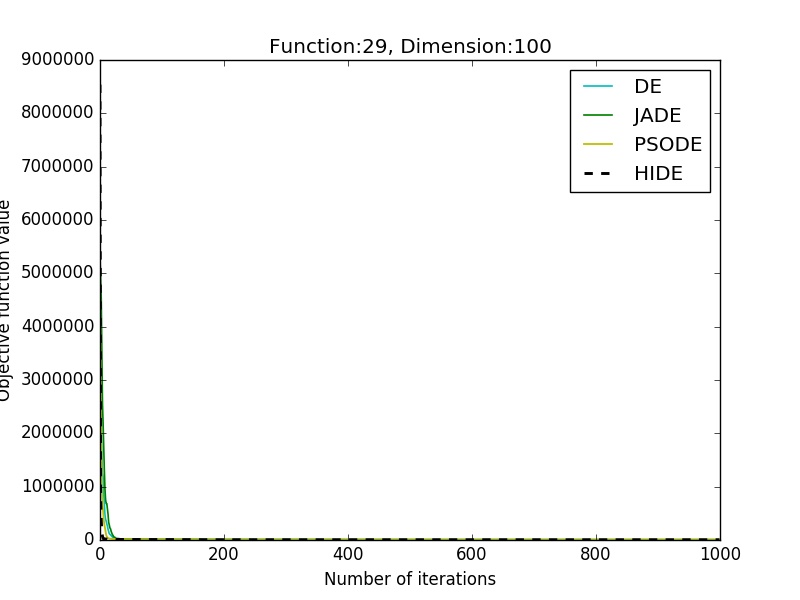 Function:29, Dimension:100
9000000
8000000
7000000
6000000
5000000
4000000
3000000
2000000
1000000
0
Objective function value
DE
JADE
PSODE
HIDE
0 200 400 600 800 1000
Number of iterations